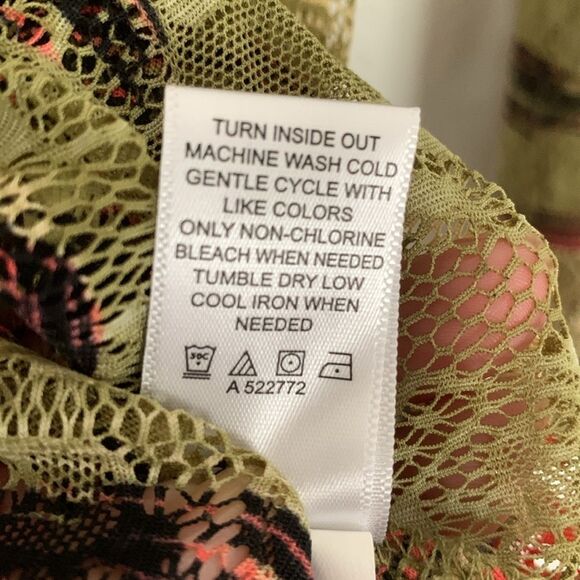 TURN INSIDE OUT
MACHINE WASH COLD
GENTLE CYCLE WITH
LIKE COLORS
ONLY NON-CHLORINE
BLEACH WHEN NEEDED
TUMBLE DRY LOW
COOL IRON WHEN
NEEDED
30C
A 522772